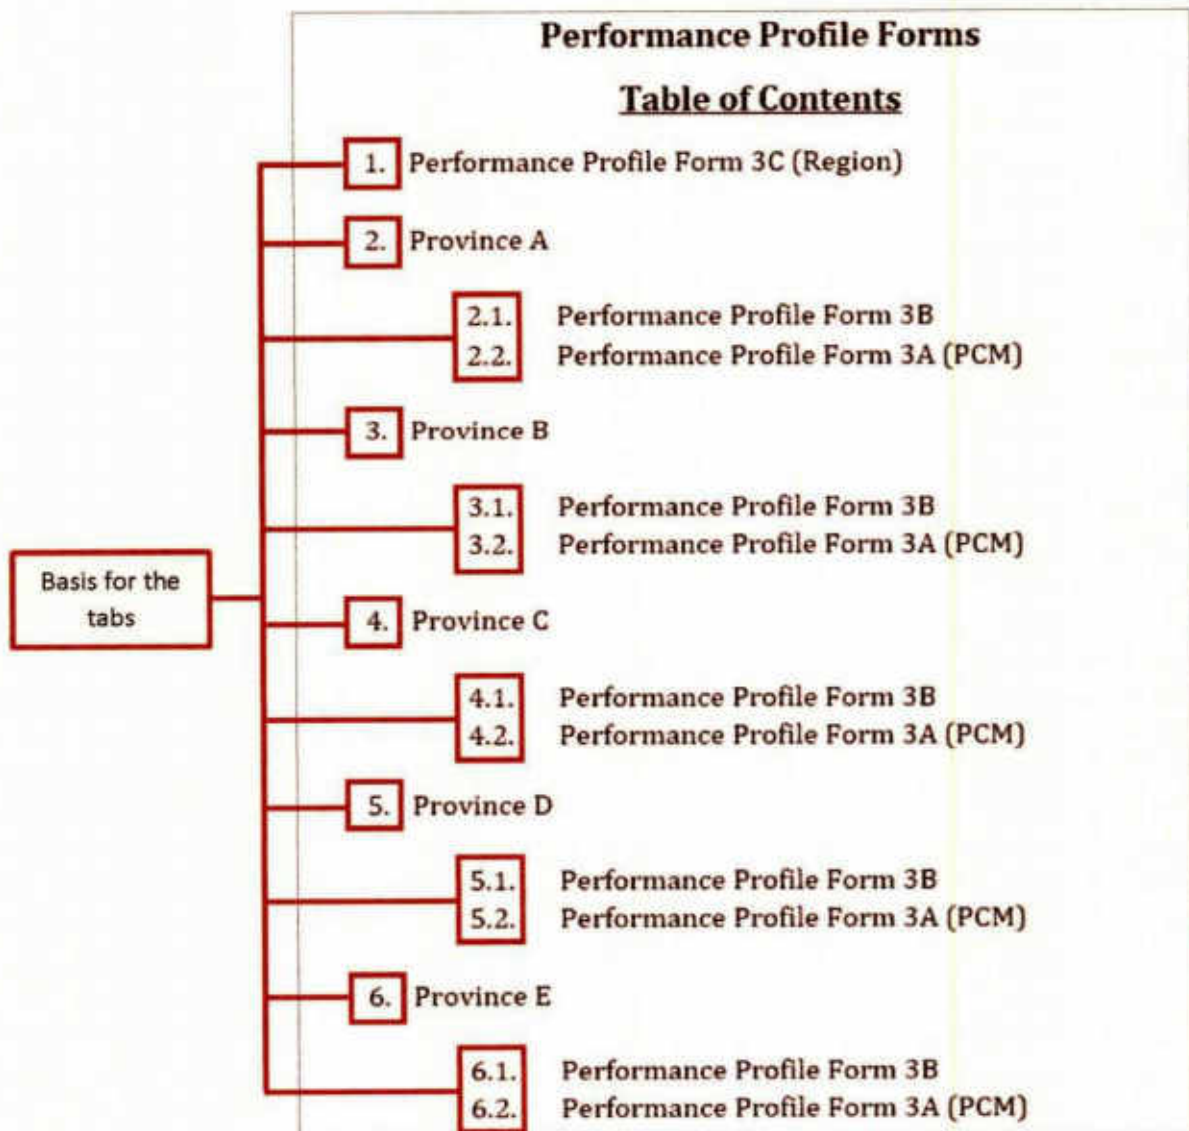 Performance Profile Forms
Table of Contents
1. Performance Profile Form 3C (Region)
2. Province A
2.1. Performance Profile Form 3B
2.2. Performance Profile Form 3A (PCM)
3. Province B
3.1. Performance Profile Form 3B
3.2. Performance Profile Form 3A (PCM)
Basis for the
tabs
4. Province C
4.1. Performance Profile Form 3B
4.2. Performance Profile Form 3A (PCM)
5. Province D
5.1. Performance Profile Form 3B
5.2. Performance Profile Form 3A (PCM)
6. Province E
6.1. Performance Profile Form 3B
6.2. Performance Profile Form 3A (PCM)